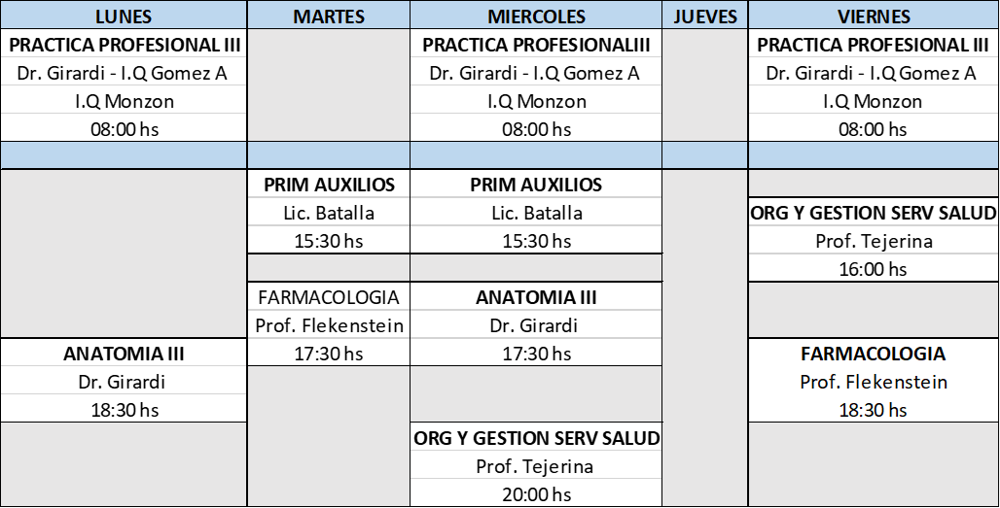 LUNES MARTES MIERCOLES JUEVES VIERNES
PRACTICA PROFESIONAL III PRACTICA PROFESIONALIII PRACTICA PROFESIONAL III
Dr. Girardi - I.Q Gomez A Dr. Girardi - I.Q Gomez A Dr. Girardi - I.Q Gomez A
I.Q Monzon I.Q Monzon I.Q Monzon
08:00 hs 08:00 hs 08:00 hs
PRIM AUXILIOS PRIM AUXILIOS
Lic. Batalla Lic. Batalla ORG Y GESTION SERV SALUD
15:30 hs 15:30 hs Prof. Tejerina
16:00 hs
FARMACOLOGIA ANATOMIA III
Prof. Flekenstein Dr. Girardi
ANATOMIA III 17:30 hs 17:30 hs FARMACOLOGIA
Dr. Girardi Prof. Flekenstein
18:30 hs 18:30 hs
ORG Y GESTION SERV SALUD
Prof. Tejerina
20:00 hs